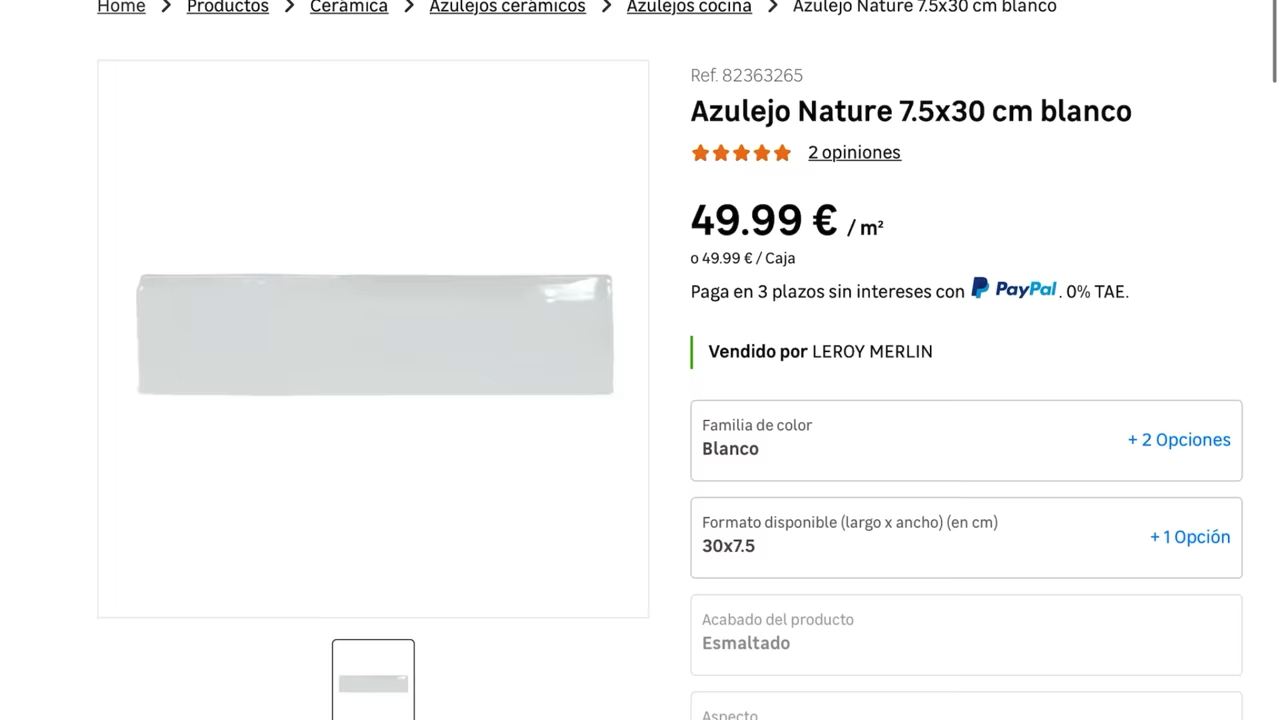 Home > Productos > Cerámica > Azulejos cerámicos > Azulejos cocina > Azulejo Nature 7.5x30 cm blanco
Ref. 82363265
Azulejo Nature 7.5x30 cm blanco
2 opiniones
49.99 € / m²
o 49.99 € / Caja
Paga en 3 plazos sin intereses con PayPal. 0% TAE.
Vendido por LEROY MERLIN
Familia de color
Blanco
+ 2 Opciones
Formato disponible (largo x ancho) (en cm)
30x7.5
+ 1 Opción
Acabado del producto
Esmaltado
Aspecto